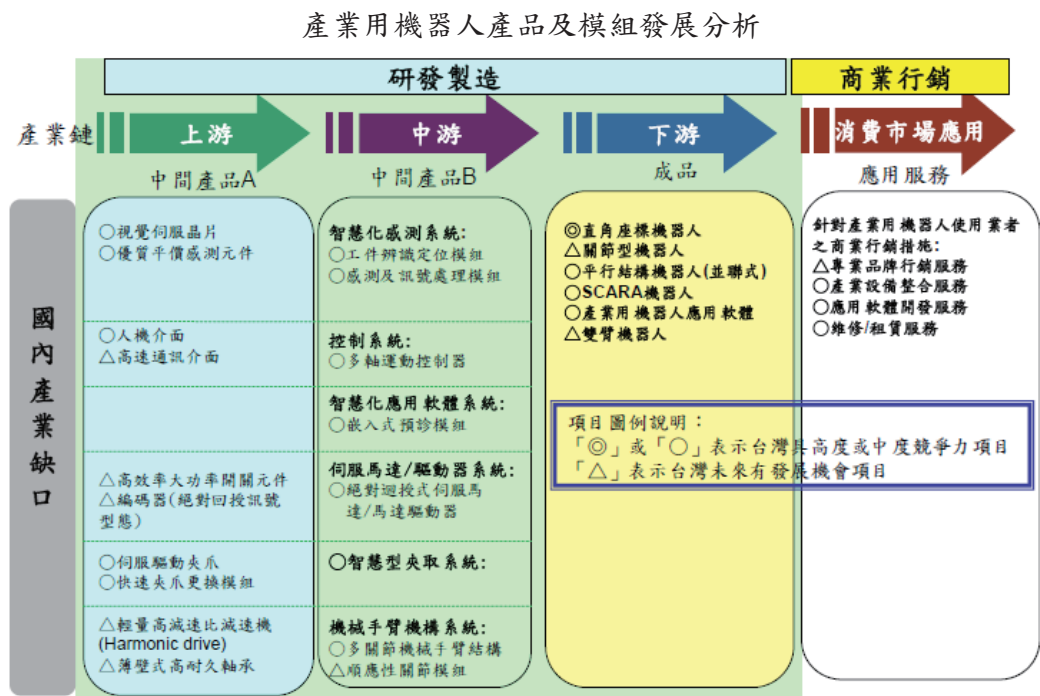 產業用機器人產品及模組發展分析
研發製造
商業行銷
產業鏈
上游
中游
下游
消費市場應用
中間產品A
中間產品B
成品
應用服務
國內產業缺口
○視覺伺服晶片
○優質平價感測元件
○人機介面
△高速通訊介面
△高效率大功率開關元件
△編碼器(絕對回授訊號
型態)
○伺服驅動夾爪
○快速夾爪更換模組
△輕量高減速比減速機
(Harmonic drive)
△薄壁式高耐久軸承
智慧化感測系統:
○工件辨識定位模組
○感測及訊號處理模組
控制系統:
○多軸運動控制器
智慧化應用軟體系統:
○嵌入式預診模組
伺服馬達/驅動器系統:
○絕對迴授式伺服馬
達/馬達驅動器
○智慧型夾取系統:
機械手臂機構系統:
○多關節機械手臂結構
△順應性關節模組
◎直角座標機器人
△關節型機器人
○平行結構機器人(並聯式)
○SCARA機器人
○產業用機器人應用軟體
△雙臂機器人
針對產業用機器人使用業者
之商業行銷措施:
△專業品牌行銷服務
○產業設備整合服務
○應用軟體開發服務
○維修/租賃服務
項目圖例說明：
「◎」或「○」表示台灣具高度或中度競爭力項目
「△」表示台灣未來有發展機會項目